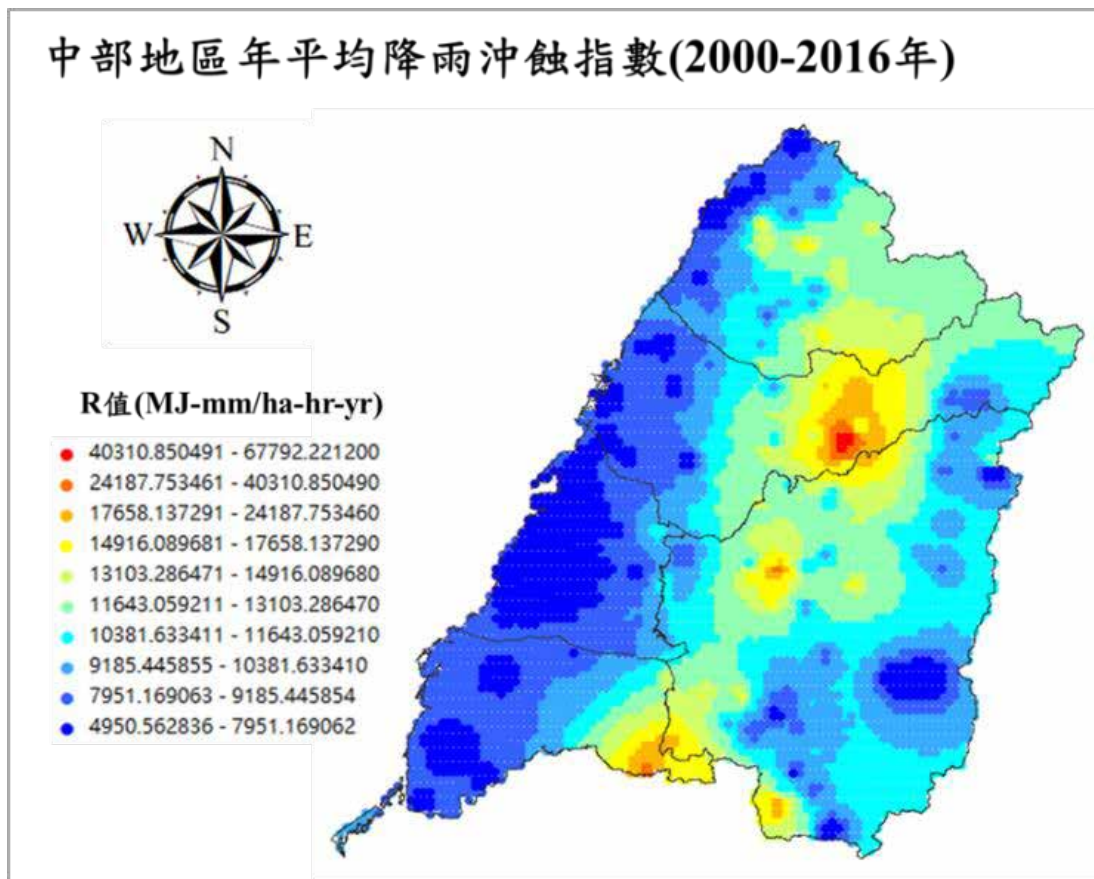 中部地區年平均降雨沖蝕指數(2000-2016年)
N
W E
S
R值(MJ-mm/ha-hr-yr)
40310.850491 - 67792.221200
24187.753461 - 40310.850490
17658.137291 - 24187.753460
14916.089681 - 17658.137290
13103.286471 - 14916.089680
11643.059211 - 13103.286470
10381.633411 - 11643.059210
9185.445855 - 10381.633410
7951.169063 - 9185.445854
4950.562836 - 7951.169062